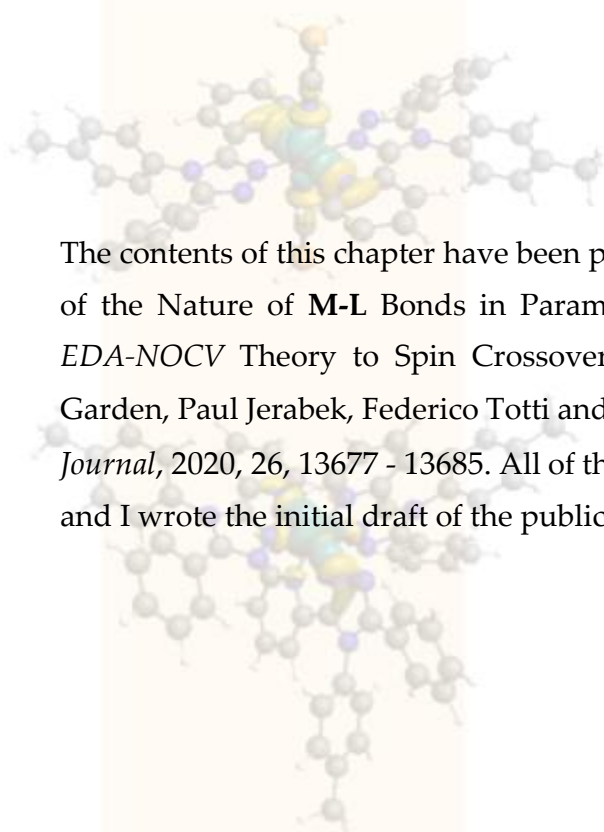 The contents of this chapter have been p
of the Nature of M-L Bonds in Param
EDA-NOCV Theory to Spin Crossover
Garden, Paul Jerabek, Federico Totti and
Journal, 2020, 26, 13677 - 13685. All of th
and I wrote the initial draft of the public